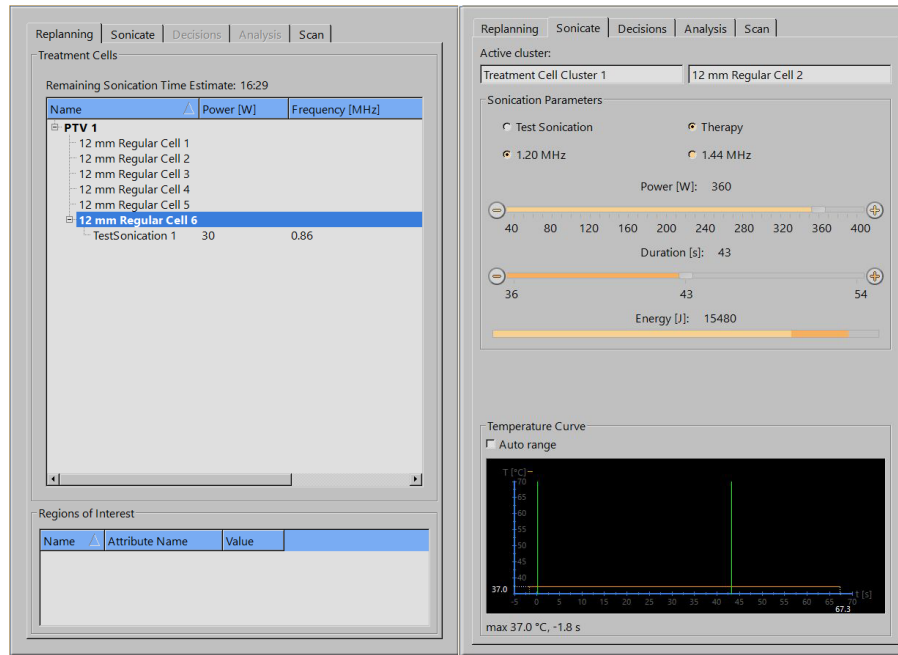 Replanning Sonicate Decisions Analysis Scan
Treatment Cells
Remaining Sonication Time Estimate: 16:29
Name Power [W] Frequency [MHz]
PTV 1
12 mm Regular Cell 1
12 mm Regular Cell 2
12 mm Regular Cell 3
12 mm Regular Cell 4
12 mm Regular Cell 5
12 mm Regular Cell 6
TestSonication 1 30 0.86
Regions of Interest
Name Attribute Name Value
Replanning Sonicate Decisions Analysis Scan
Active cluster:
Treatment Cell Cluster 1 12 mm Regular Cell 2
Sonication Parameters
Test Sonication Therapy
1.20 MHz 1.44 MHz
Power [W]: 360
40 80 120 160 200 240 280 320 360 400
Duration [s]: 43
36 43 54
Energy [J]: 15480
Temperature Curve
Auto range
T [°C]
70
65
60
55
50
45
40
37.0
-5 0 5 10 15 20 25 30 35 40 45 50 55 60 65 70 t [s]
67.3
max 37.0 °C, -1.8 s